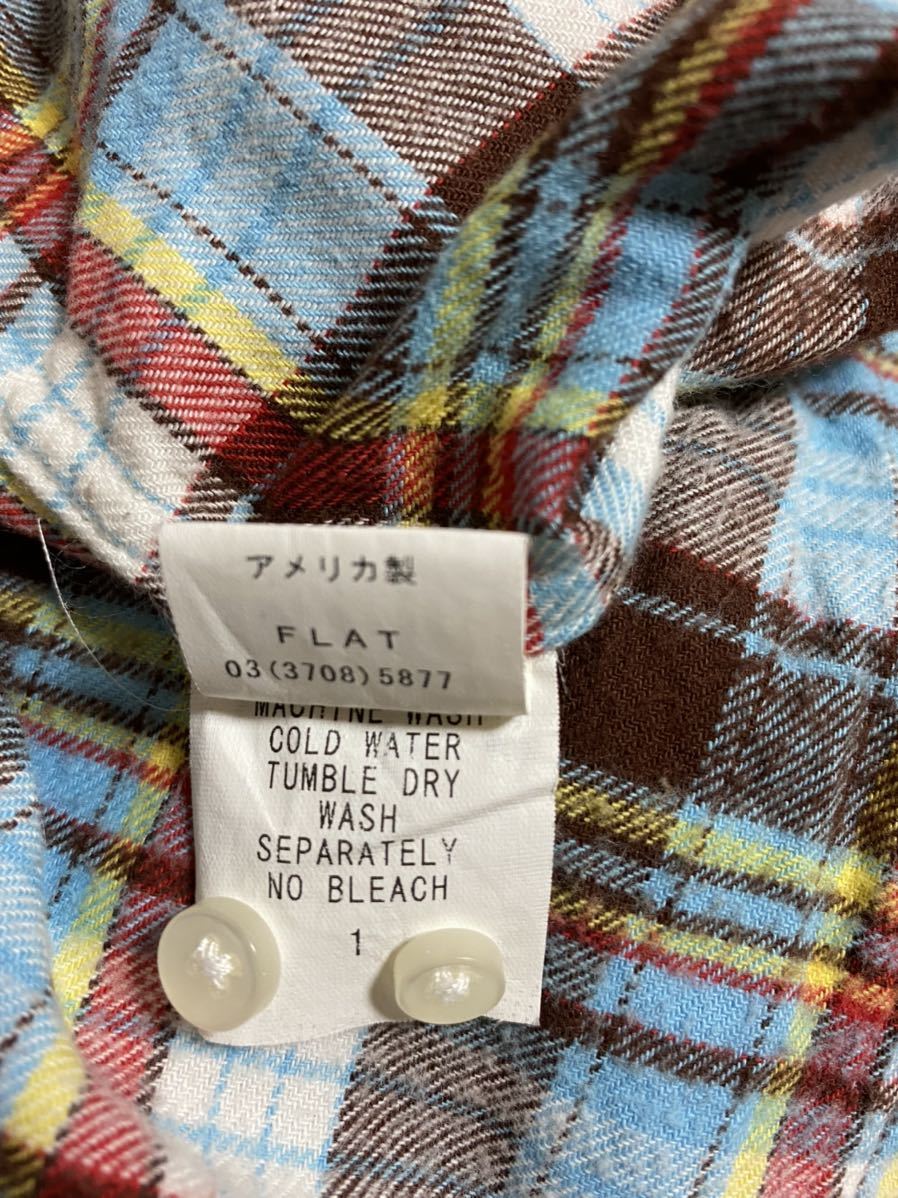 アメリカ製
FLAT
03(3708)5877
MACHINE WASH
COLD WATER
TUMBLE DRY
WASH
SEPARATELY
NO BLEACH
1